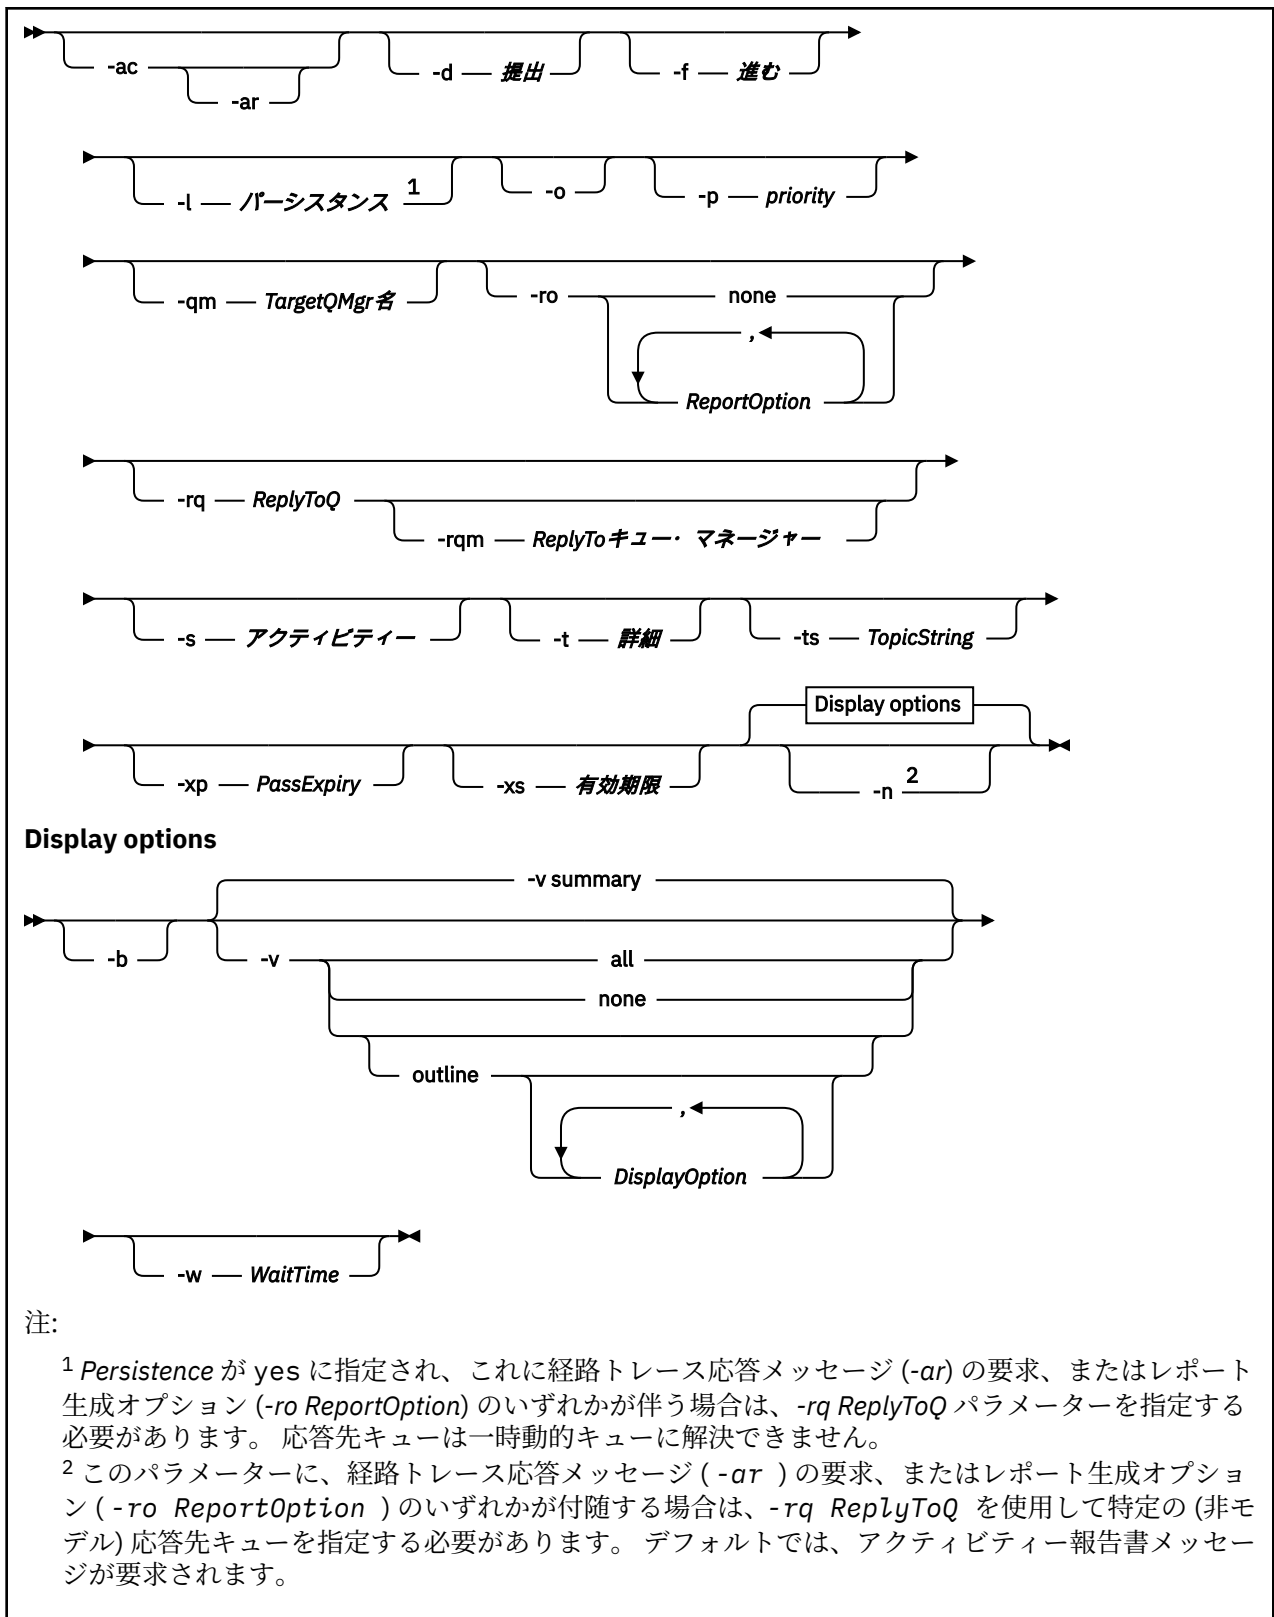 -ac
-ar
-d 提出
-f 進む
-l パーシスタンス 1
-o
-p priority
-qm TargetQMgr名
-ro none
,
ReportOption
-rq ReplyToQ
-rqm ReplyToキュー・マネージャー
-s アクティビティー
-t 詳細
-ts TopicString
Display options
-xp PassExpiry
-xs 有効期限
-n 2
Display options
-v summary
-b
-v all
none
outline
,
DisplayOption
-w WaitTime
注:
1 Persistence が yes に指定され、これに経路トレース応答メッセージ (-ar) の要求、またはレポート
生成オプション (-ro ReportOption) のいずれかが伴う場合は、-rq ReplyToQ パラメーターを指定する
必要があります。 応答先キューは一時動的キューに解決できません。
2 このパラメーターに、経路トレース応答メッセージ ( -ar ) の要求、またはレポート生成オプショ
ン ( -ro ReportOption ) のいずれかが付随する場合は、-rq ReplyToQ を使用して特定の (非モ
デル) 応答先キューを指定する必要があります。 デフォルトでは、アクティビティー報告書メッセー
ジが要求されます。